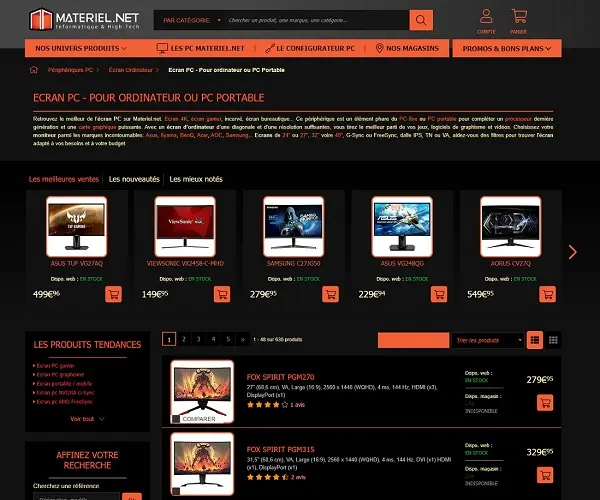 MATERIEL.NET
Informatique & High-Tech
PAR CATÉGORIE
Chercher un produit, une marque, une catégorie...
COMPTE
PANIER
NOS UNIVERS PRODUITS
LES PC MATERIEL.NET
LE CONFIGURATEUR PC
NOS MAGASINS
PROMOS & BONS PLANS
Périphériques PC
Écran Ordinateur
Ecran PC - Pour ordinateur ou PC Portable
ECRAN PC - POUR ORDINATEUR OU PC PORTABLE
Retrouvez le meilleur de l'écran PC sur Materiel.net. Ecran 4K, écran gamer, incurvé, écran bureautique... Ce périphérique est un élément phare du PC fixe ou PC portable pour compléter un processeur dernière
génération et une carte graphique puissante. Avec un écran d'ordinateur d'une diagonale et d'une résolution suffisantes, vous tirez le meilleur parti de vos jeux, logiciels de graphisme et vidéos. Choisissez votre
moniteur parmi les marques incontournables: Asus, Iiyama, BenQ, Acer, AOC, Samsung... Ecrans de 24" ou 27", 32" voire 49", G-Sync ou FreeSync, dalle IPS, TN ou VA, aidez-vous des filtres pour trouver l'écran
adapté à vos besoins et à votre budget.
Les meilleures ventes
Les nouveautés
Les mieux notés
ASUS TUF VG27AQ
Dispo. web : EN STOCK
499€96
VIEWSONIC VX2458-C-MHD
Dispo. web : EN STOCK
149€95
SAMSUNG C27JG50
Dispo. web : EN STOCK
279€95
ASUS VG248QG
Dispo. web : EN STOCK
229€94
AORUS CV27Q
Dispo. web : EN STOCK
549€95
LES PRODUITS TENDANCES
Ecran PC gamer
Ecran PC graphisme
Ecran portable / mobile
Ecran pc NVIDIA G-Sync
Ecran pc AMD FreeSync
Voir tout
AFFINEZ VOTRE
RECHERCHE
Cherchez une référence
Ok
1 2 3 4 5 »
1 - 48 sur 630 produits
Trier les produits
FOX SPIRIT PGM270
27" (68.6 cm), VA, Large (16:9), 2560 x 1440 (WQHD), 4 ms, 144 Hz, HDMI (x1),
DisplayPort (x1)
1 avis
COMPARER
Dispo. web :
EN STOCK
Dispo. magasin :
INDISPONIBLE
279€95
FOX SPIRIT PGM315
31.5" (68.6 cm), VA, Large (16:9), 2560 x 1440 (WQHD), 4 ms, 144 Hz, DVI (x1) HDMI
(x1), DisplayPort (x1)
2 avis
Dispo. web :
EN STOCK
Dispo. magasin :
INDISPONIBLE
329€95